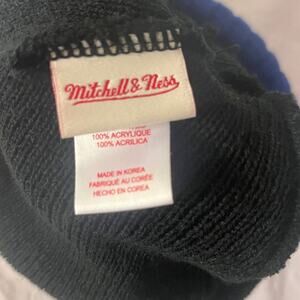 Mitchell & Ness
100% ACRYLIQUE
100% ACRILICA
MADE IN KOREA
FABRIQUÉ AU CORÉE
HECHO EN COREA